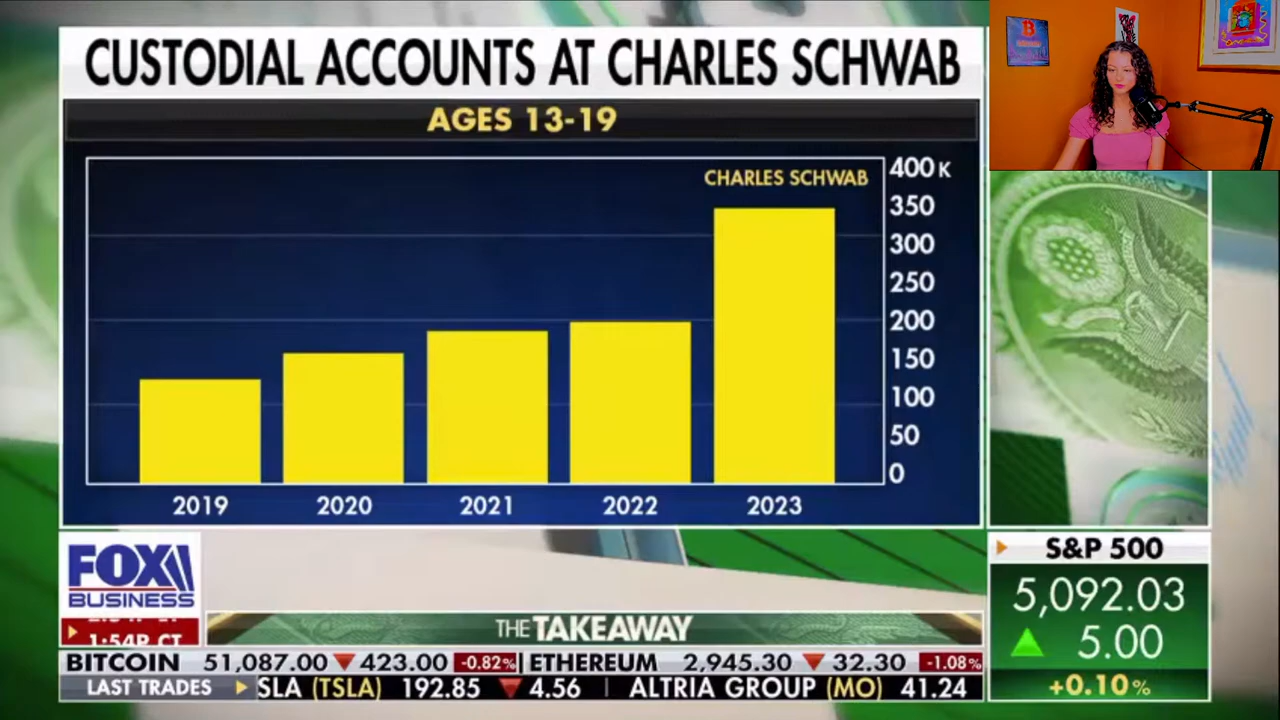 CUSTODIAL ACCOUNTS AT CHARLES SCHWAB
AGES 13-19
CHARLES SCHWAB
400 K
350
300
250
200
150
100
50
0
2019 2020 2021 2022 2023
FOX
BUSINESS
1:54P CT
THE TAKEAWAY
S&P 500
5,092.03
5.00
+0.10%
BITCOIN 51,087.00 423.00 -0.82% ETHEREUM 2,945.30 32.30 -1.08%
LAST TRADES SLA (TSLA) 192.85 4.56 ALTRIA GROUP (MO) 41.24